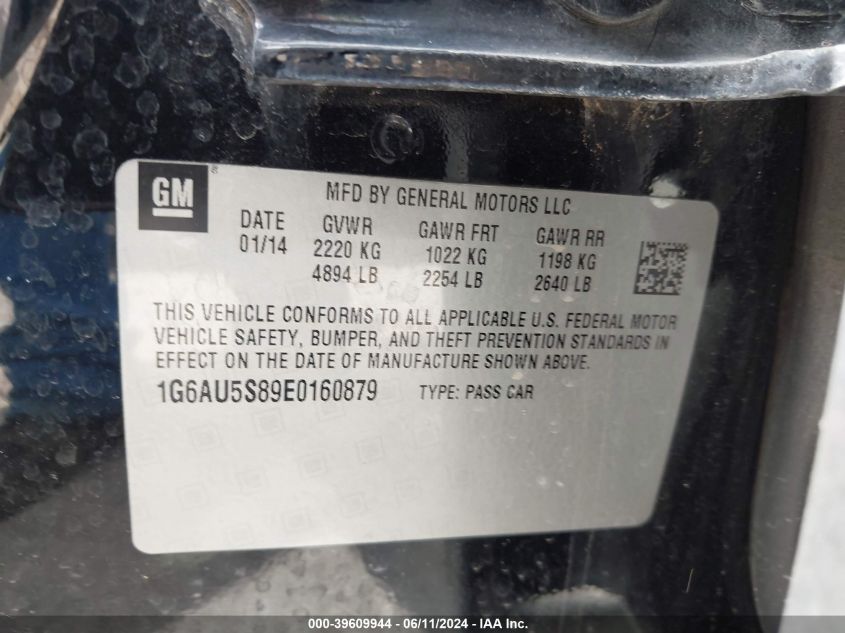 GM ®
MFD BY GENERAL MOTORS LLC
DATE GVWR GAWR FRT GAWR RR
01/14 2220 KG 1022 KG 1198 KG
4894 LB 2254 LB 2640 LB
THIS VEHICLE CONFORMS TO ALL APPLICABLE U.S. FEDERAL MOTOR
VEHICLE SAFETY, BUMPER, AND THEFT PREVENTION STANDARDS IN
EFFECT ON THE DATE OF MANUFACTURE SHOWN ABOVE.
1G6AU5S89E0160879 TYPE: PASS CAR
000-39609944 - 06/11/2024 - IAA Inc.